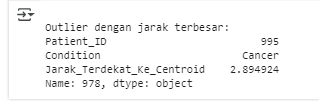 Outlier dengan jarak terbesar:
Patient_ID                            995
Condition                          Cancer
Jarak_Terdekat_Ke_Centroid    2.894924
Name: 978, dtype: object